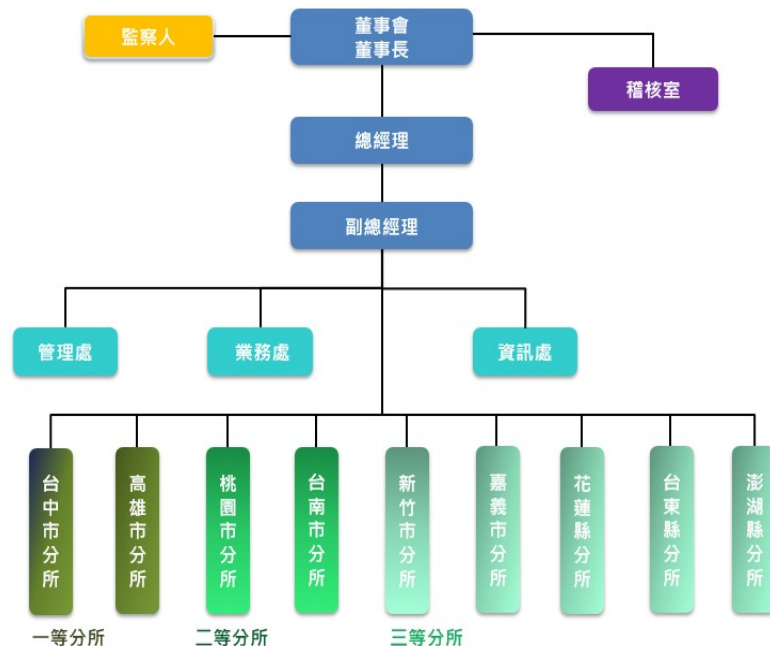 監察人
董事會
董事長
稽核室
總經理
副總經理
管理處
業務處
資訊處
台中市分所
高雄市分所
桃園市分所
台南市分所
新竹市分所
嘉義市分所
花蓮縣分所
台東縣分所
澎湖縣分所
一等分所
二等分所
三等分所